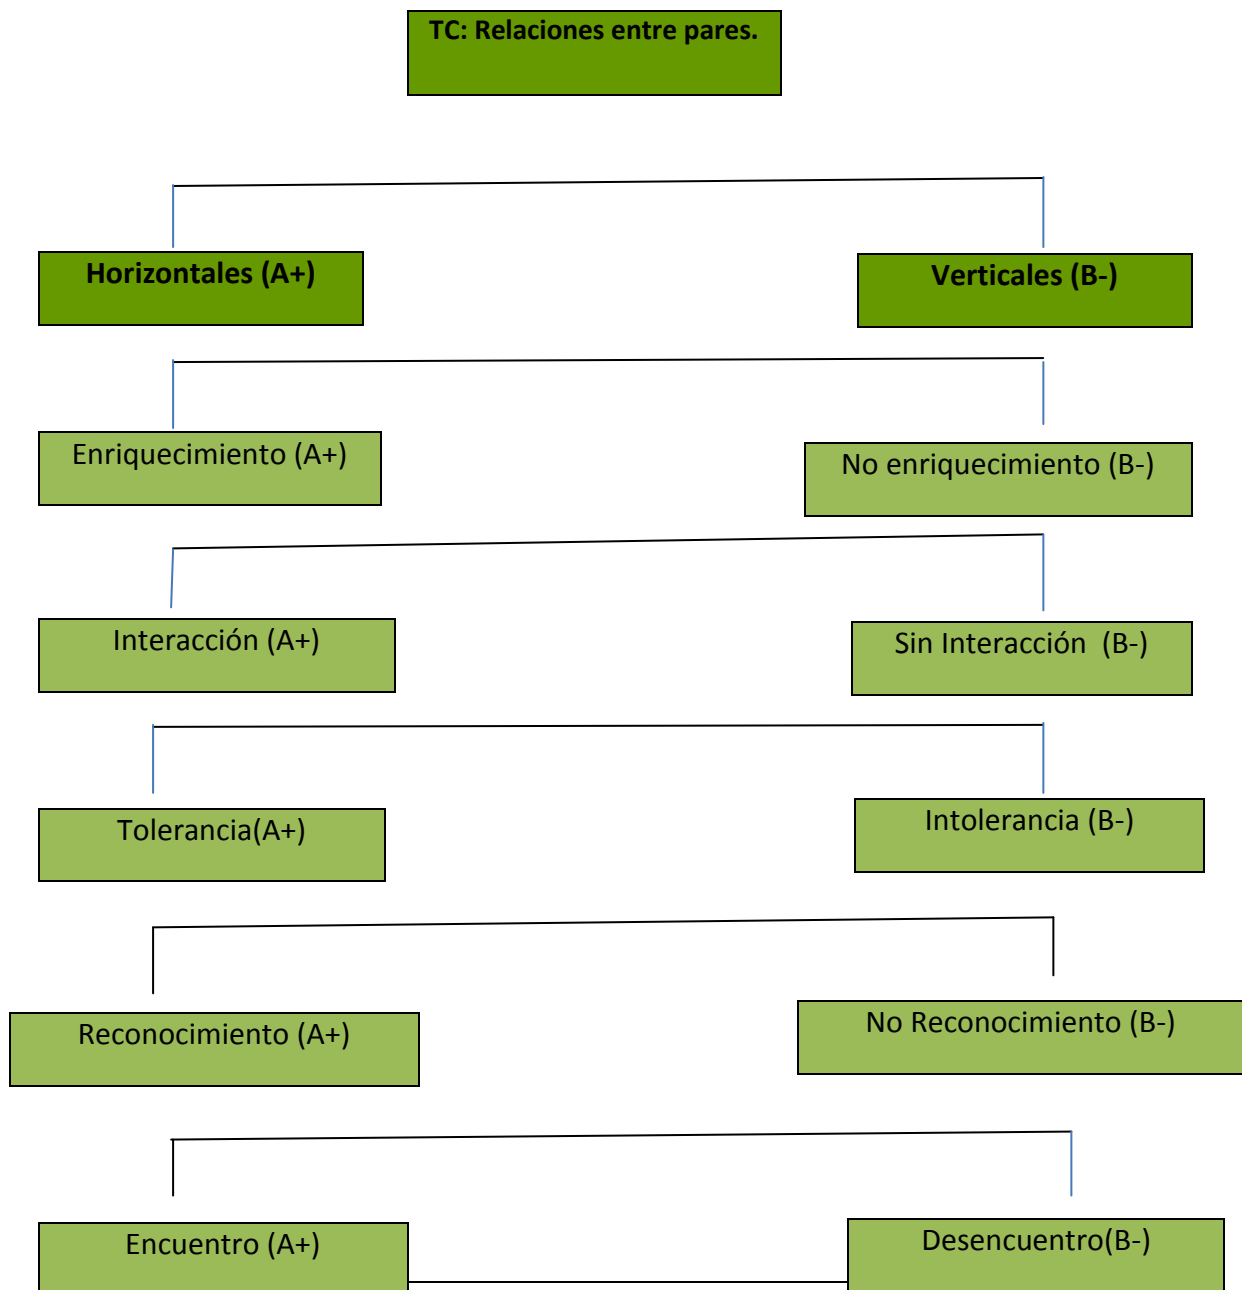 TC: Relaciones entre pares.
Horizontales (A+)
Verticales (B-)
Enriquecimiento (A+)
No enriquecimiento (B-)
Interacción (A+)
Sin Interacción  (B-)
Tolerancia(A+)
Intolerancia (B-)
Reconocimiento (A+)
No Reconocimiento (B-)
Encuentro (A+)
Desencuentro(B-)